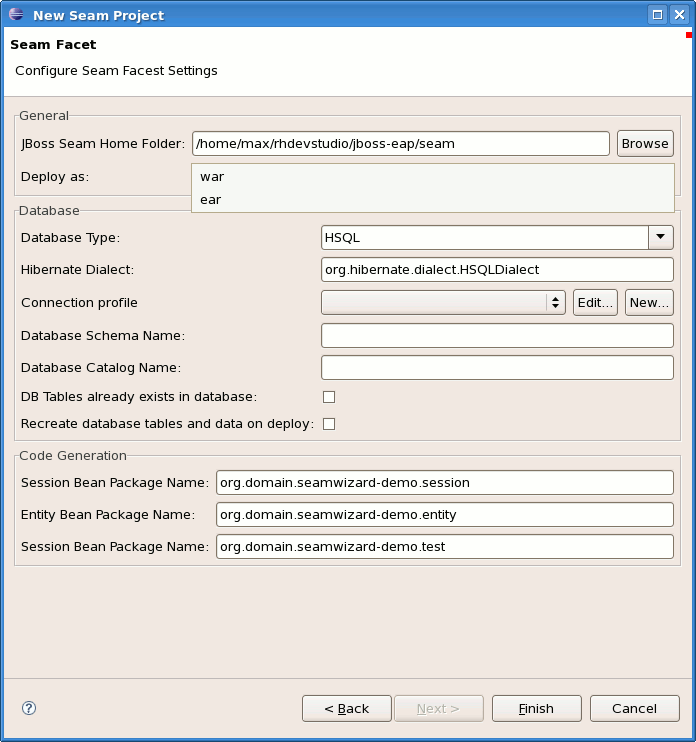 New Seam Project
Seam Facet
Configure Seam Facest Settings
General
JBoss Seam Home Folder: /home/max/rhdevstudio/jboss-eap/seam Browse
Deploy as: war
ear
Database
Database Type: HSQL
Hibernate Dialect: org.hibernate.dialect.HSQLDialect
Connection profile Edit... New...
Database Schema Name:
Database Catalog Name:
DB Tables already exists in database:
Recreate database tables and data on deploy:
Code Generation
Session Bean Package Name: org.domain.seamwizard-demo.session
Entity Bean Package Name: org.domain.seamwizard-demo.entity
Session Bean Package Name: org.domain.seamwizard-demo.test
? < Back Next > Finish Cancel